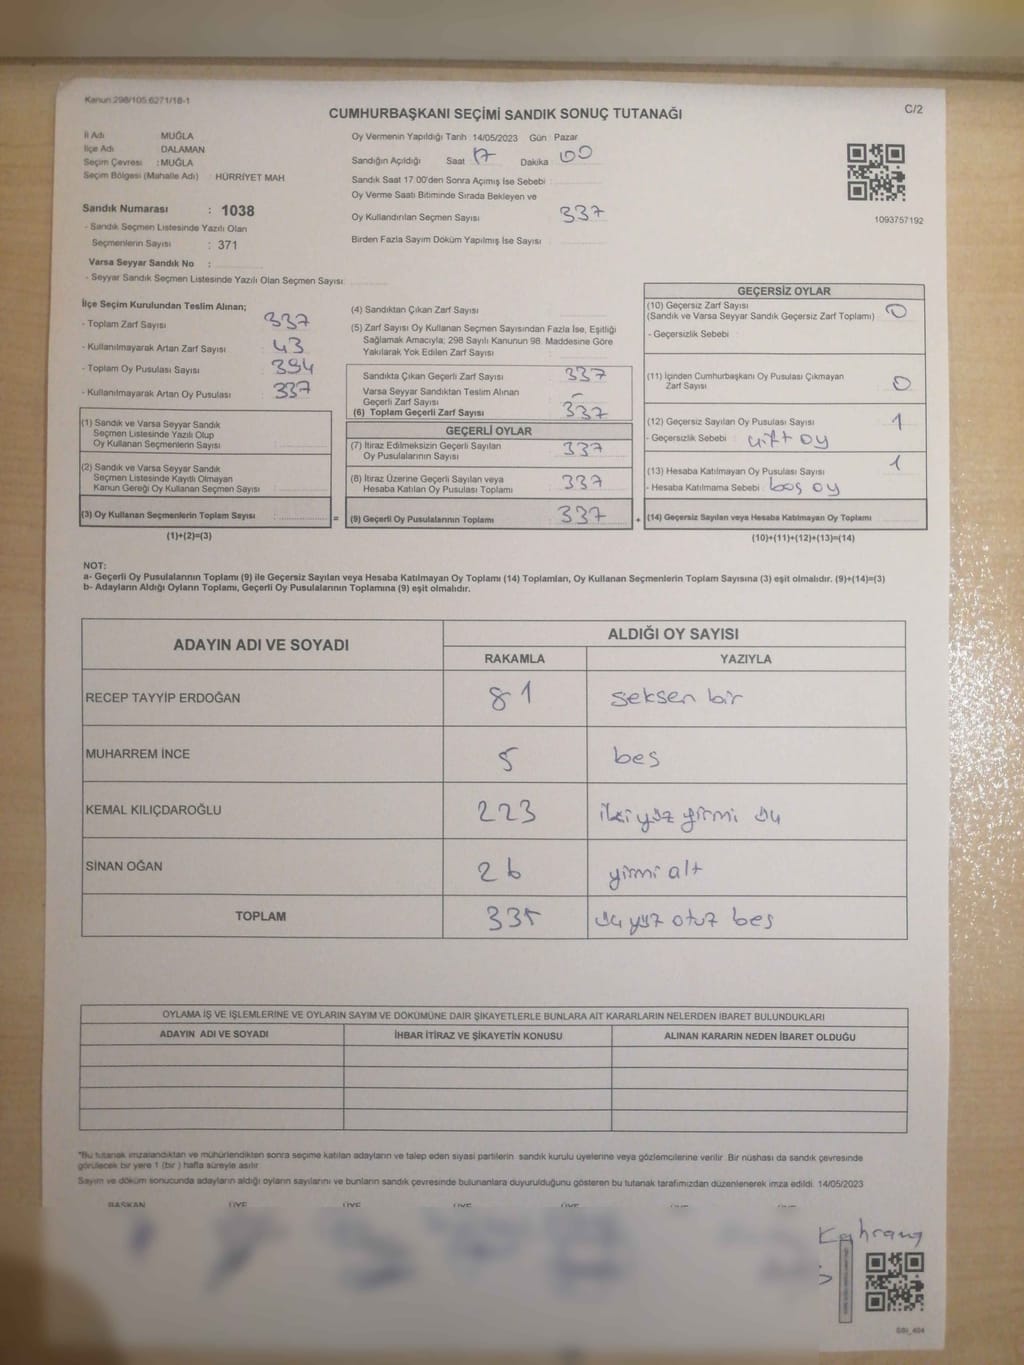 Kanun 298/105.6271/18-1
C/2
CUMHURBAŞKANI SEÇİMİ SANDIK SONUÇ TUTANAĞI
İl Adı MUĞLA
İlçe Adı DALAMAN
Seçim Çevresi : MUĞLA
Seçim Bölgesi (Mahalle Adı) HÜRRİYET MAH
Sandık Numarası : 1038
- Sandık Seçmen Listesinde Yazılı Olan
Seçmenlerin Sayısı : 371
Varsa Seyyar Sandık No :
- Seyyar Sandık Seçmen Listesinde Yazılı Olan Seçmen Sayısı:
Oy Vermenin Yapıldığı Tarih 14/05/2023 Gün Pazar
Sandığın Açıldığı Saat 17 Dakika 00
Sandık Saat 17:00'den Sonra Açımış İse Sebebi :
Oy Verme Saati Bitiminde Sırada Bekleyen ve
Oy Kullandırılan Seçmen Sayısı 337
Birden Fazla Sayım Döküm Yapılmış İse Sayısı :
1093757192
İlçe Seçim Kurulundan Teslim Alınan;
- Toplam Zarf Sayısı : 337
- Kullanılmayarak Artan Zarf Sayısı : 43
- Toplam Oy Pusulası Sayısı : 394
- Kullanılmayarak Artan Oy Pusulası : 337
(1) Sandık ve Varsa Seyyar Sandık
Seçmen Listesinde Yazılı Olup
Oy Kullanan Seçmenlerin Sayısı :
(2) Sandık ve Varsa Seyyar Sandık
Seçmen Listesinde Kayıtlı Olmayan
Kanun Gereği Oy Kullanan Seçmen Sayısı :
(3) Oy Kullanan Seçmenlerin Toplam Sayısı :
(1)+(2)=(3)
(4) Sandıktan Çıkan Zarf Sayısı :
(5) Zarf Sayısı Oy Kullanan Seçmen Sayısından Fazla İse, Eşitliği
Sağlamak Amacıyla; 298 Sayılı Kanunun 98. Maddesine Göre
Yakılarak Yok Edilen Zarf Sayısı :
Sandıkta Çıkan Geçerli Zarf Sayısı : 337
Varsa Seyyar Sandıktan Teslim Alınan
Geçerli Zarf Sayısı : -
(6) Toplam Geçerli Zarf Sayısı : 337
GEÇERLİ OYLAR
(7) İtiraz Edilmeksizin Geçerli Sayılan
Oy Pusulalarının Sayısı : 337
(8) İtiraz Üzerine Geçerli Sayılan veya
Hesaba Katılan Oy Pusulası Toplamı : 337
= (9) Geçerli Oy Pusulalarının Toplamı : 337
GEÇERSİZ OYLAR
(10) Geçersiz Zarf Sayısı
(Sandık ve Varsa Seyyar Sandık Geçersiz Zarf Toplamı) : 0
- Geçersizlik Sebebi :
(11) İçinden Cumhurbaşkanı Oy Pusulası Çıkmayan
Zarf Sayısı : 0
(12) Geçersiz Sayılan Oy Pusulası Sayısı : 1
- Geçersizlik Sebebi : çift oy
(13) Hesaba Katılmayan Oy Pusulası Sayısı : 1
- Hesaba Katılmama Sebebi : boş oy
+ (14) Geçersiz Sayılan veya Hesaba Katılmayan Oy Toplamı :
(10)+(11)+(12)+(13)=(14)
NOT:
a- Geçerli Oy Pusulalarının Toplamı (9) ile Geçersiz Sayılan veya Hesaba Katılmayan Oy Toplamı (14) Toplamları, Oy Kullanan Seçmenlerin Toplam Sayısına (3) eşit olmalıdır. (9)+(14)=(3)
b- Adayların Aldığı Oyların Toplamı, Geçerli Oy Pusulalarının Toplamına (9) eşit olmalıdır.
ADAYIN ADI VE SOYADI ALDIĞI OY SAYISI
RAKAMLA YAZIYLA
RECEP TAYYİP ERDOĞAN 81 seksen bir
MUHARREM İNCE 5 beş
KEMAL KILIÇDAROĞLU 223 iki yüz yirmi üç
SİNAN OĞAN 26 yirmi altı
TOPLAM 335 üç yüz otuz beş
OYLAMA İŞ VE İŞLEMLERİNE VE OYLARIN SAYIM VE DÖKÜMÜNE DAİR ŞİKAYETLERLE BUNLARA AİT KARARLARIN NELERDEN İBARET BULUNDUKLARI
ADAYIN ADI VE SOYADI İHBAR İTİRAZ VE ŞİKAYETİN KONUSU ALINAN KARARIN NEDEN İBARET OLDUĞU
*Bu tutanak imzalandıktan ve mühürlendikten sonra seçime katılan adayların ve talep eden siyasi partilerin sandık kurulu üyelerine veya gözlemcilerine verilir. Bir nüshası da sandık çevresinde
görülecek bir yere 1 (bir ) hafta süreyle asılır
Sayım ve döküm sonucunda adayların aldığı oyların sayılarını ve bunların sandık çevresinde bulunanlara duyurulduğunu gösteren bu tutanak tarafımızdan düzenlenerek imza edildi. 14/05/2023
BAŞKAN ÜYE ÜYE ÜYE ÜYE ÜYE ÜYE